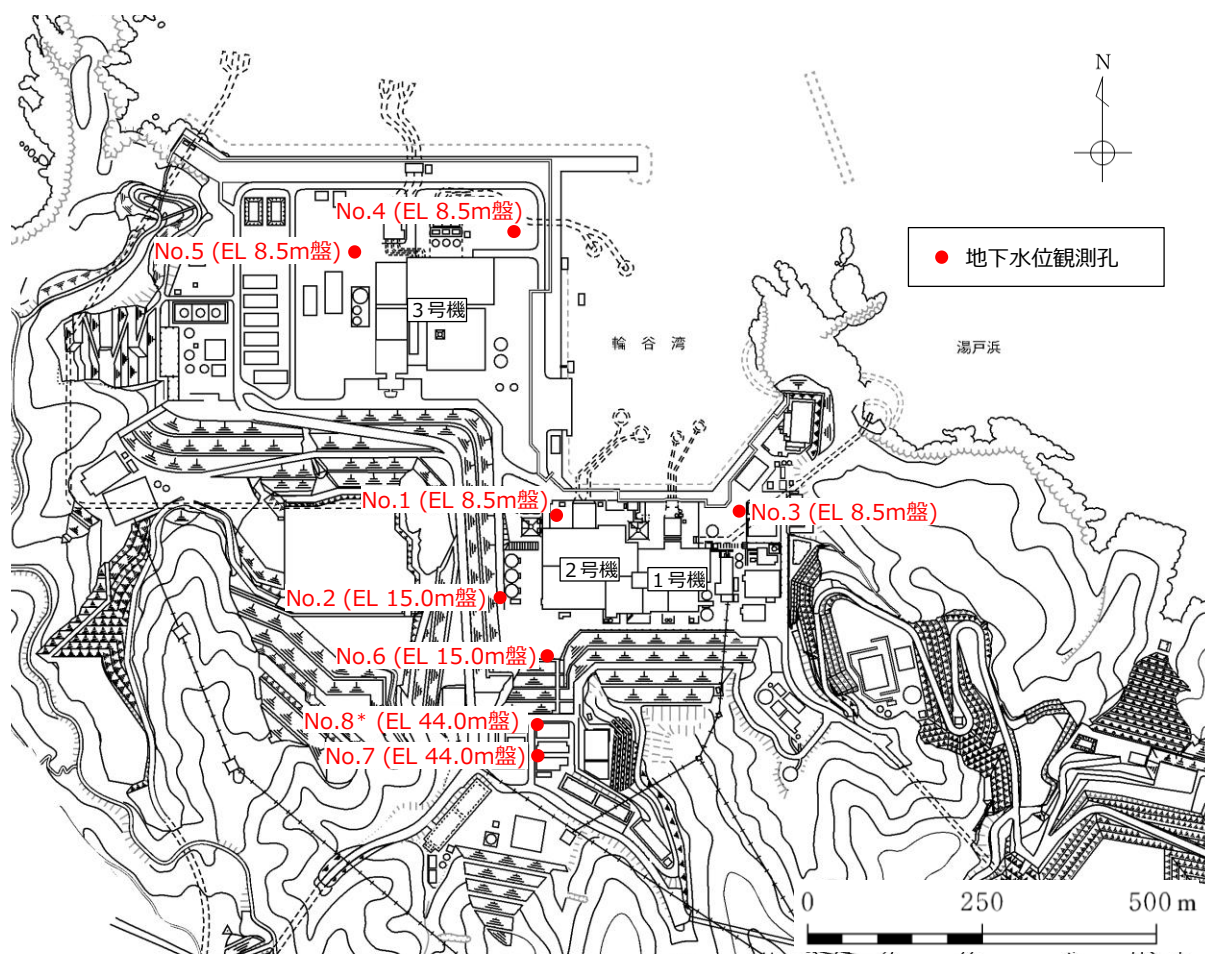 N
No.4 (EL 8.5m盤)
No.5 (EL 8.5m盤)
地下水位観測孔
3号機
輪谷湾
湯戸浜
No.1 (EL 8.5m盤)
No.3 (EL 8.5m盤)
2号機
1号機
No.2 (EL 15.0m盤)
No.6 (EL 15.0m盤)
No.8* (EL 44.0m盤)
No.7 (EL 44.0m盤)
0 250 500 m